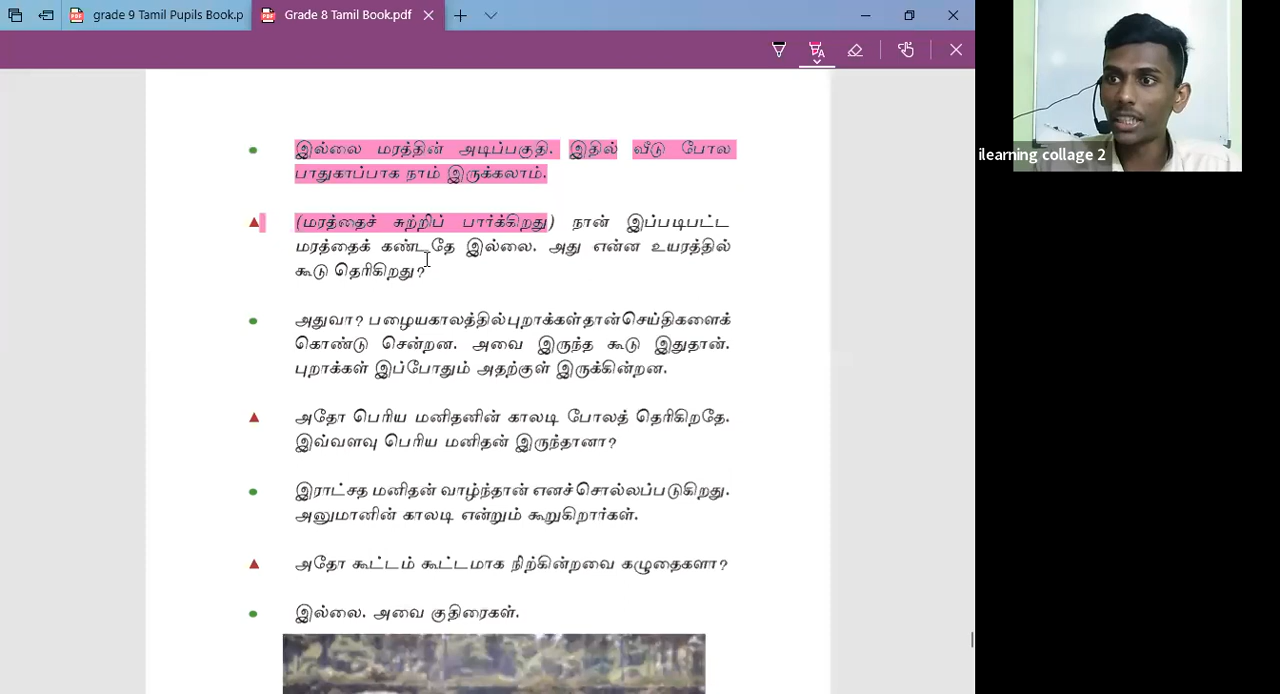 grade 9 Tamil Pupils Book.p
Grade 8 Tamil Book.pdf
இல்லை மரத்தின் அடிப்பகுதி. இதில் வீடு போல
பாதுகாப்பாக நாம் இருக்கலாம்.
(மரத்தைச் சுற்றிப் பார்க்கிறது) நான் இப்படிபட்ட
மரத்தைக் கண்டதே இல்லை. அது என்ன உயரத்தில்
கூடு தெரிகிறது?
அதுவா? பழையகாலத்தில்புறாக்கள்தான்செய்திகளைக்
கொண்டு சென்றன. அவை இருந்த கூடு இதுதான்.
புறாக்கள் இப்போதும் அதற்குள் இருக்கின்றன.
அதோ பெரிய மனிதனின் காலடி போலத் தெரிகிறதே.
இவ்வளவு பெரிய மனிதன் இருந்தானா?
இராட்சத மனிதன் வாழ்ந்தான் எனச்சொல்லப்படுகிறது.
அனுமானின் காலடி என்றும் கூறுகிறார்கள்.
அதோ கூட்டம் கூட்டமாக நிற்கின்றவை கழுதைகளா?
இல்லை. அவை குதிரைகள்.
ilearning collage 2